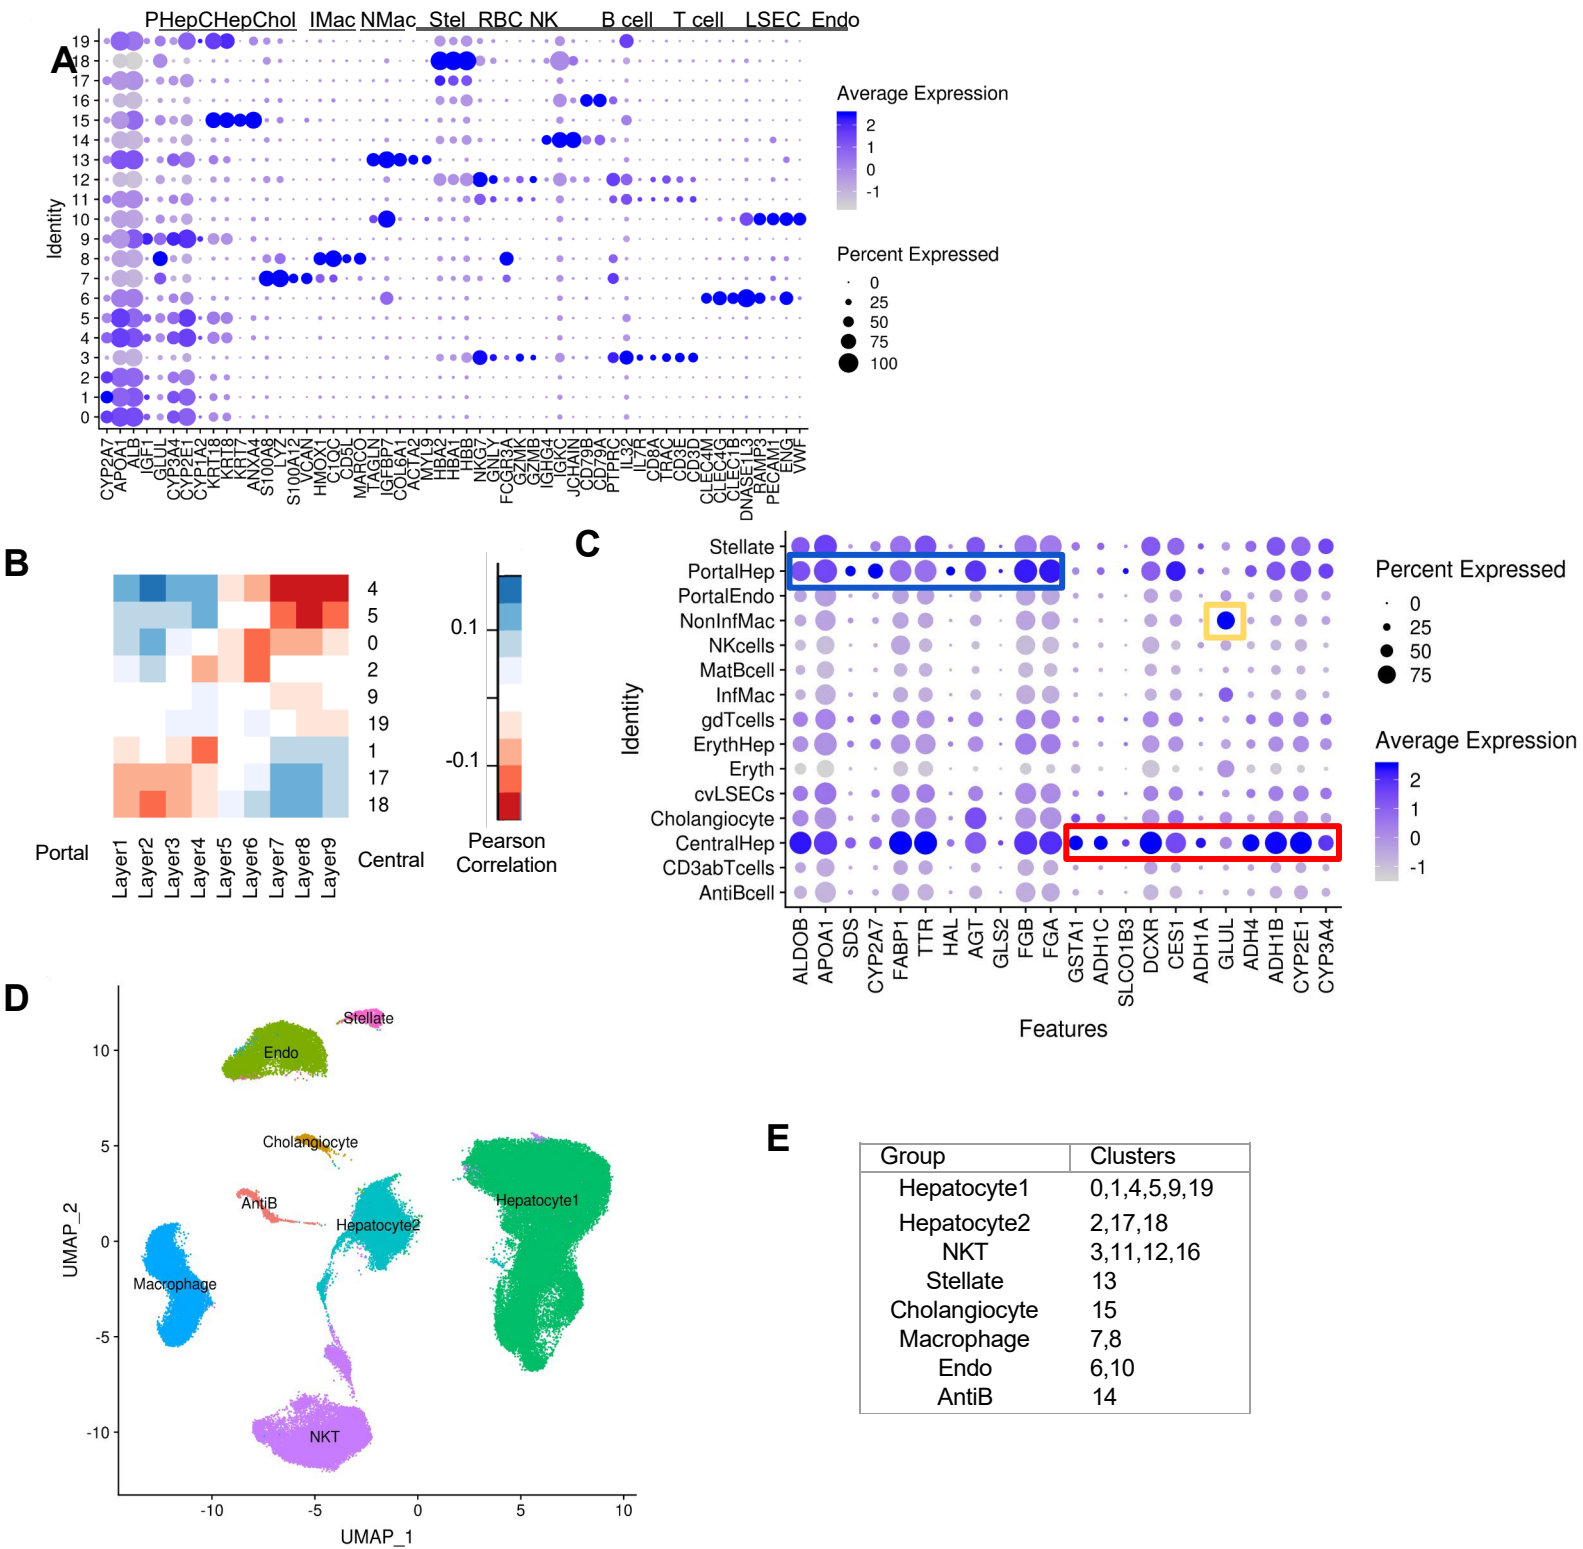 PHepCHepChol IMac NMac Stel RBC NK B cell T cell LSEC Endo
A
Identity
19
18
17
16
15
14
13
12
11
10
9
8
7
6
5
4
3
2
1
0
CYP2A7 APOA1 ALB IGF1 GLUL CYP3A4 CYP2E1 CYP1A2 KRT18 KRT8 KRT7 ANXA4 S100A8 LYZ S100A12 VCAN HMOX1 C1QC CD5L MARCO TAGLN IGFBP7 COL6A1 ACTA2 MYL9 HBA2 HBA1 HBB NKG7 GNLY FCGR3A GZMK GZMB IGHG4 IGKC JCHAIN CD79B CD79A PTPRC IL32 IL7R CD8A TRAC CD3E CD3D CLEC4M CLEC4G CLEC1B DNASE1L3 RAMP3 PECAM1 ENG VWF
Average Expression
2
1
0
-1
Percent Expressed
0
25
50
75
100
B
4
5
0
2
9
19
1
17
18
Portal
Layer1 Layer2 Layer3 Layer4 Layer5 Layer6 Layer7 Layer8 Layer9
Central
0.1
-0.1
Pearson
Correlation
C
Identity
Stellate
PortalHep
PortalEndo
NonInfMac
NKcells
MatBcell
InfMac
gdTcells
ErythHep
Eryth
cvLSECs
Cholangiocyte
CentralHep
CD3abTcells
AntiBcell
ALDOB APOA1 SDS CYP2A7 FABP1 TTR HAL AGT GLS2 FGB FGA GSTA1 ADH1C SLCO1B3 DCXR CES1 ADH1A GLUL ADH4 ADH1B CYP2E1 CYP3A4
Features
Percent Expressed
0
25
50
75
Average Expression
2
1
0
-1
D
UMAP_2
10
5
0
-5
-10
Stellate
Endo
Cholangiocyte
AntiB
Hepatocyte2
Hepatocyte1
Macrophage
NKT
-10 -5 0 5 10
UMAP_1
E
Group Clusters
Hepatocyte1 0,1,4,5,9,19
Hepatocyte2 2,17,18
NKT 3,11,12,16
Stellate 13
Cholangiocyte 15
Macrophage 7,8
Endo 6,10
AntiB 14